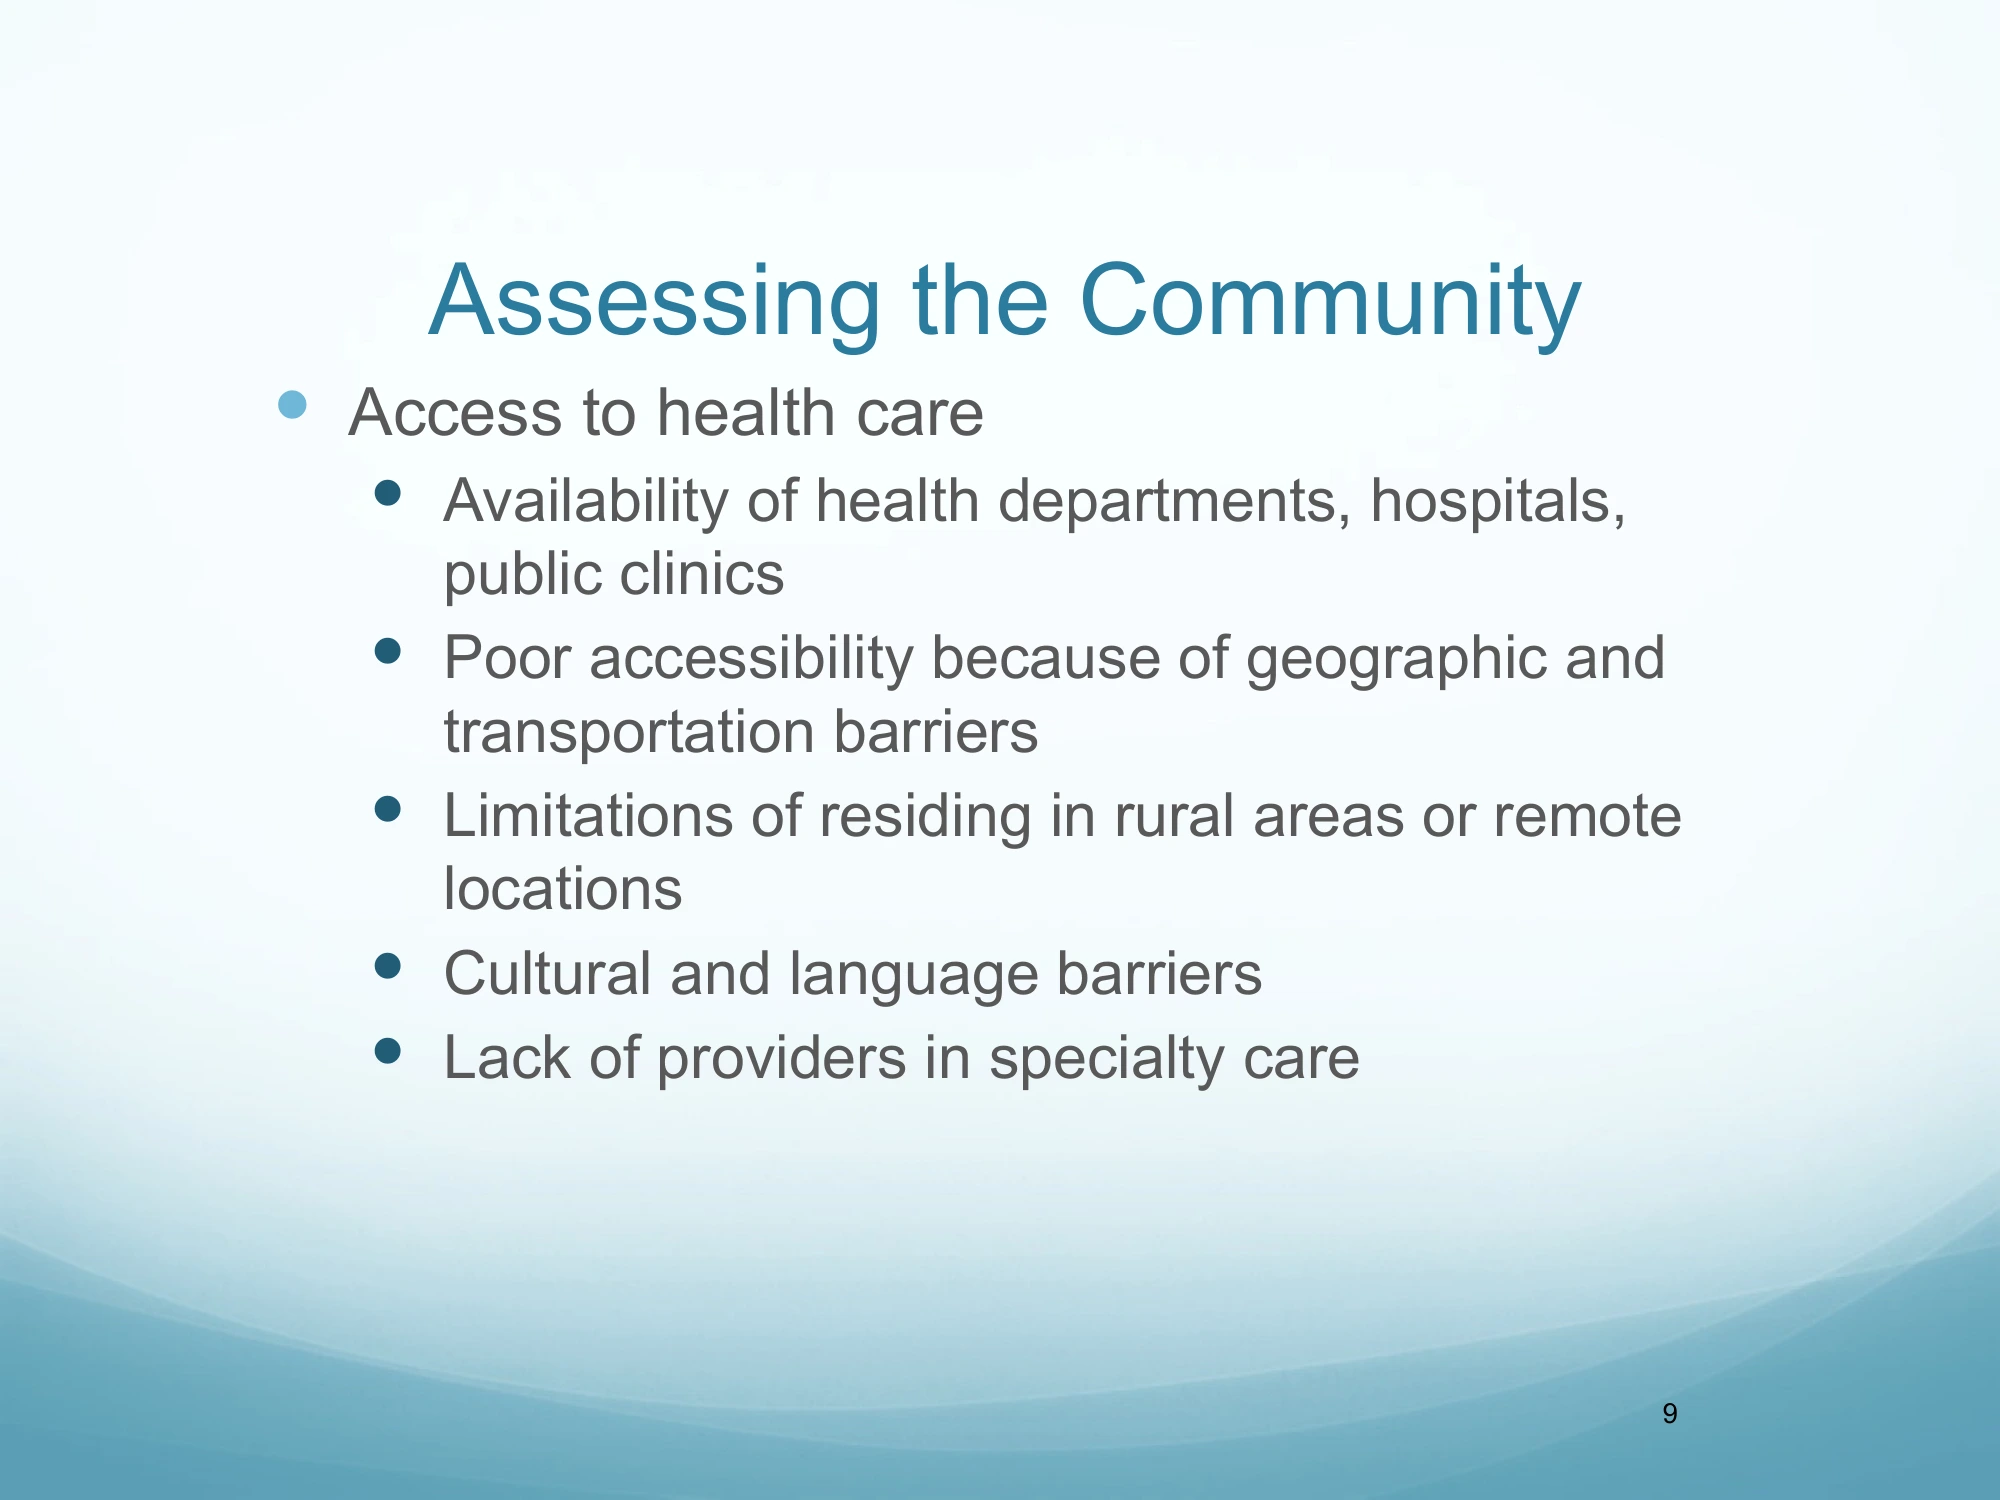 Assessing the Community
• Access to health care
• Availability of health departments, hospitals,
public clinics
• Poor accessibility because of geographic and
transportation barriers
• Limitations of residing in rural areas or remote
locations
• Cultural and language barriers
• Lack of providers in specialty care
9